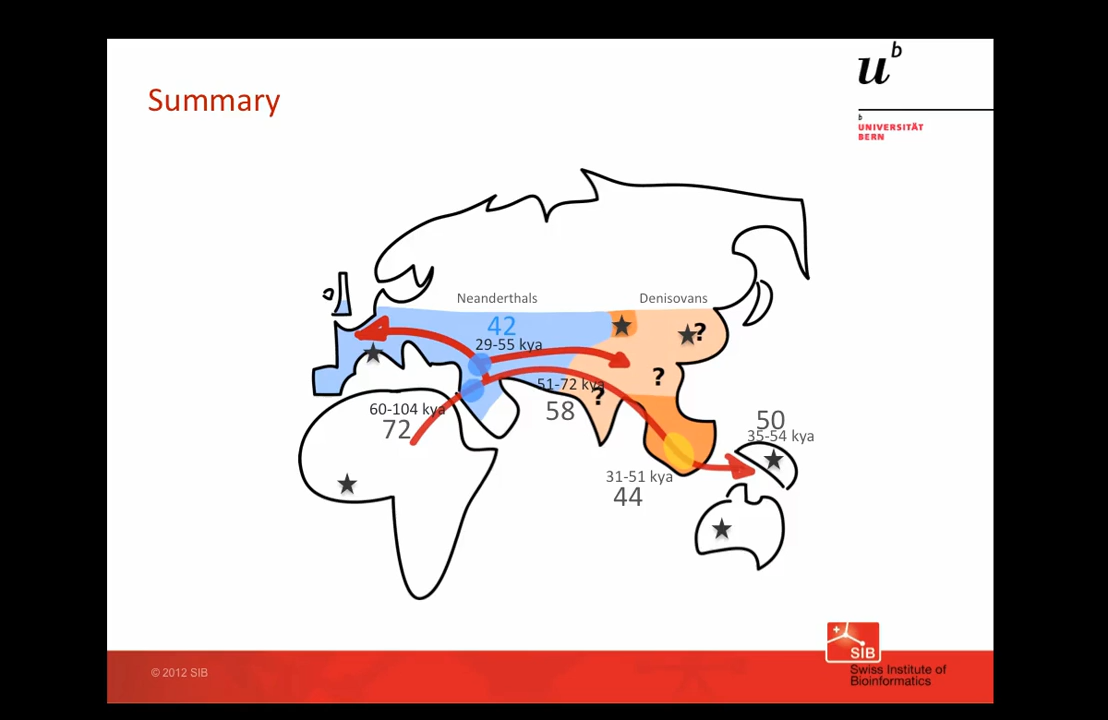 Summary
u
b
b
UNIVERSITÄT
BERN
Neanderthals
Denisovans
42
29-55 kya
?
?
51-72 kya
?
58
60-104 kya
72
50
35-54 kya
31-51 kya
44
© 2012 SIB
SIB
Swiss Institute of
Bioinformatics